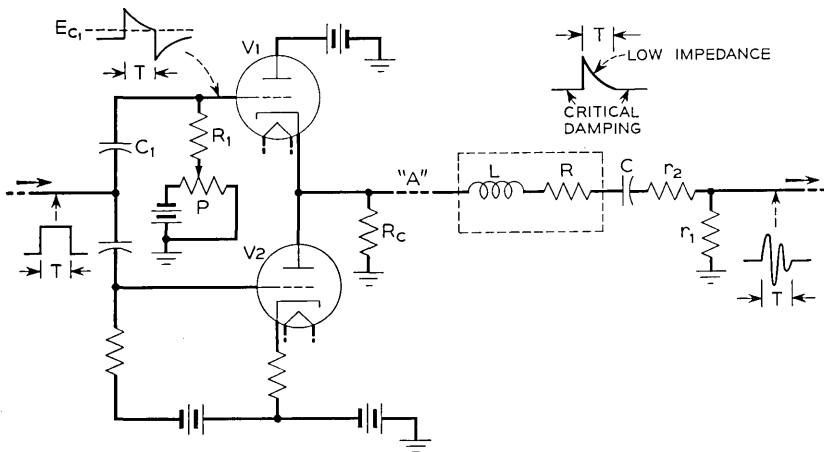 E_C1
T
V1
T
LOW IMPEDANCE
CRITICAL
DAMPING
C1
R1
P
"A"
L
R
C
r2
r1
Rc
T
V2
T